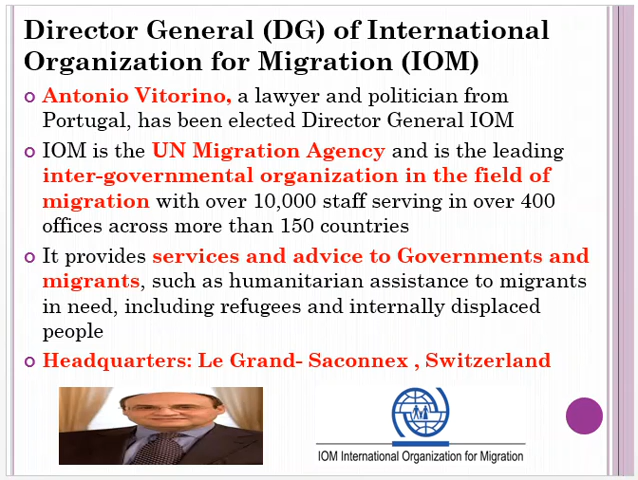 Director General (DG) of International
Organization for Migration (IOM)
Antonio Vitorino, a lawyer and politician from
Portugal, has been elected Director General IOM
IOM is the UN Migration Agency and is the leading
inter-governmental organization in the field of
migration with over 10,000 staff serving in over 400
offices across more than 150 countries
It provides services and advice to Governments and
migrants, such as humanitarian assistance to migrants
in need, including refugees and internally displaced
people
Headquarters: Le Grand- Saconnex , Switzerland
IOM International Organization for Migration